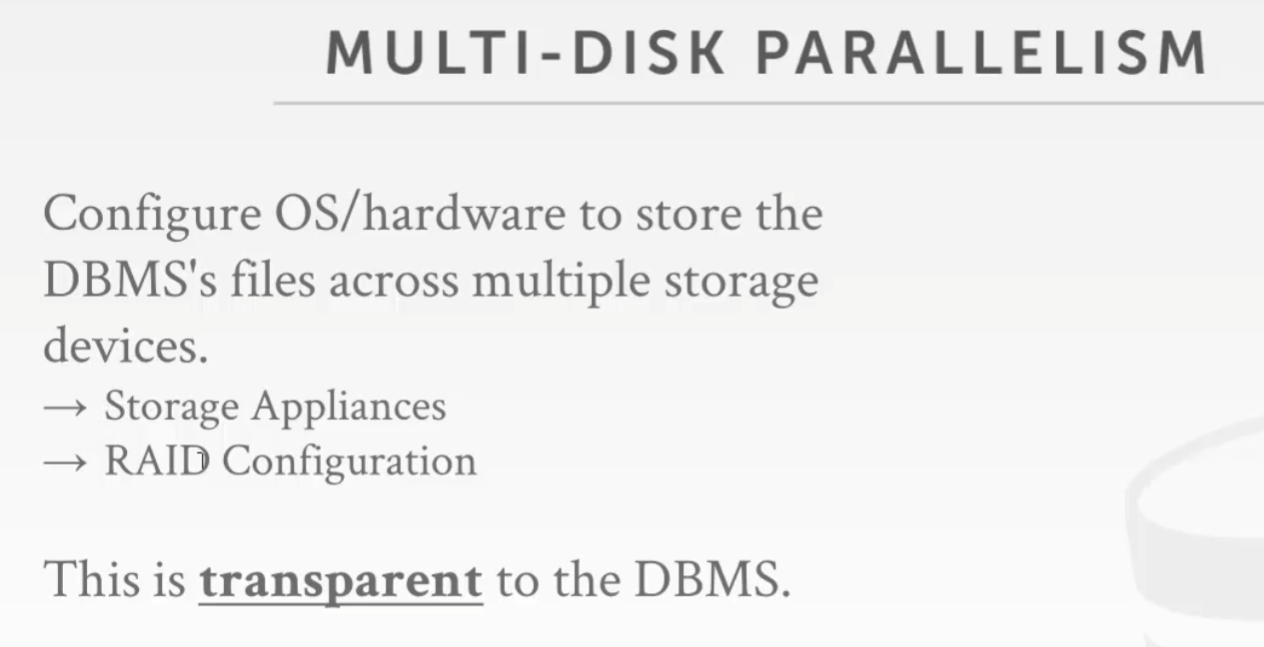 MULTI-DISK PARALLELISM
Configure OS/hardware to store the
DBMS's files across multiple storage
devices.
→ Storage Appliances
→ RAID Configuration
This is transparent to the DBMS.